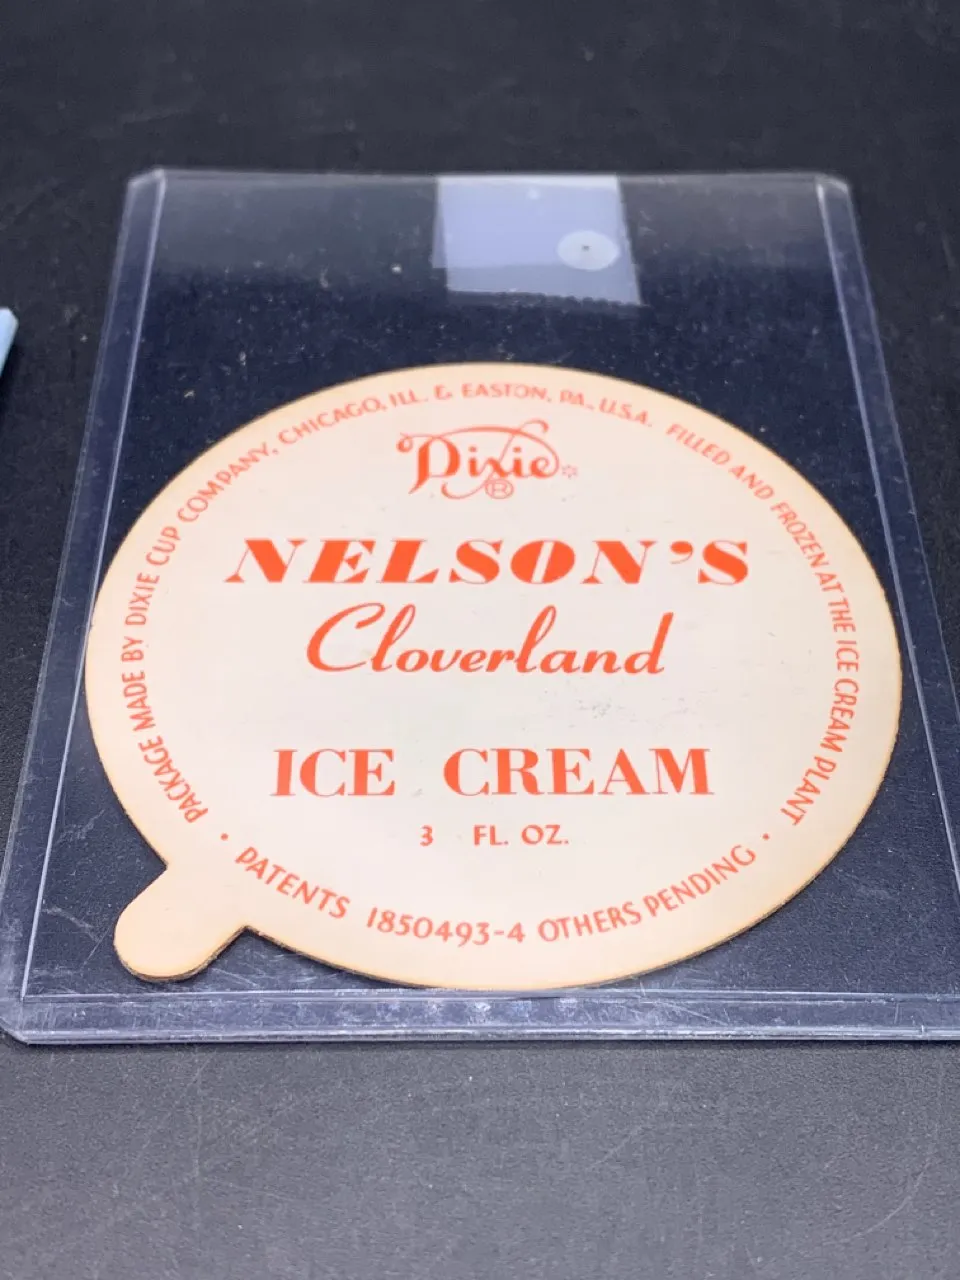 PACKAGE MADE BY DIXIE CUP COMPANY, CHICAGO, ILL. & EASTON, PA., U.S.A. FILLED AND FROZEN AT THE ICE CREAM PLANT
Dixie
®
NELSON'S
Cloverland
ICE CREAM
3 FL. OZ.
• PATENTS 1850493-4 OTHERS PENDING •